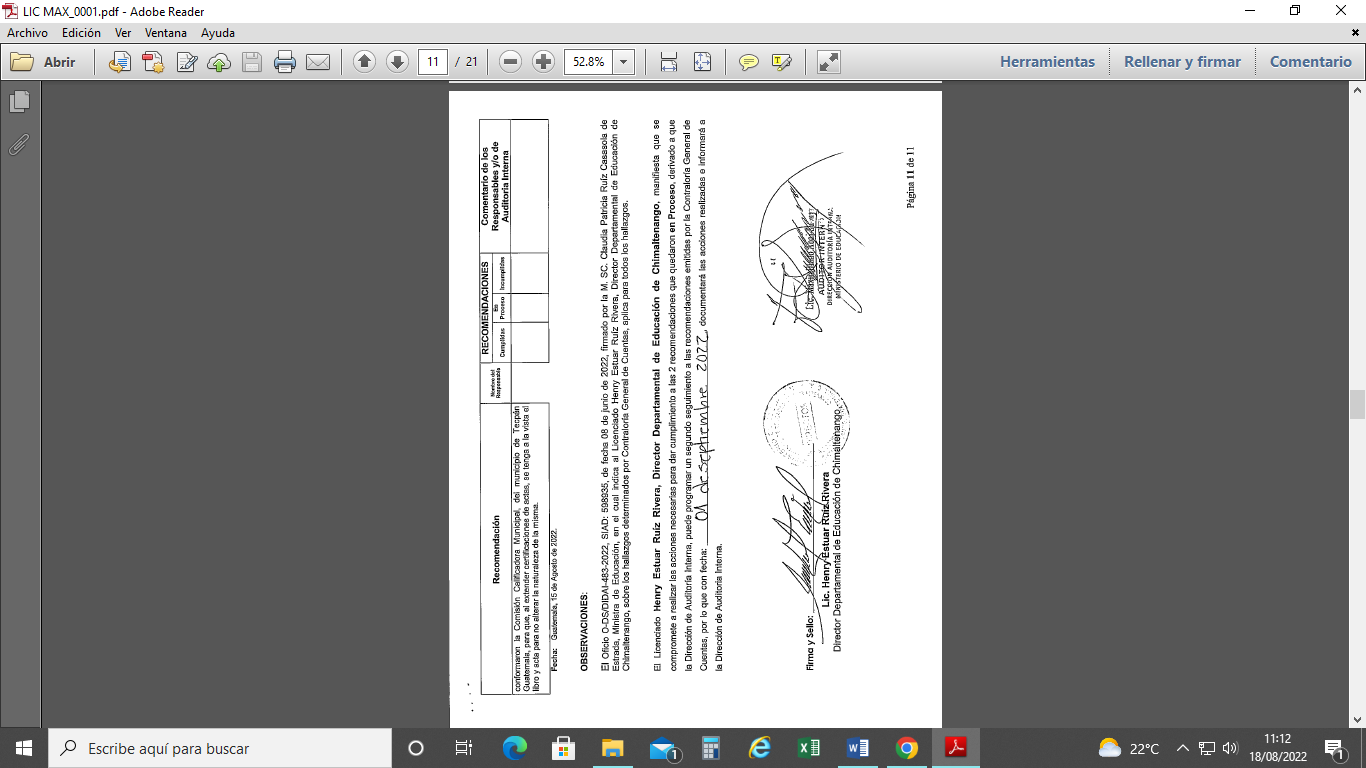 LIC MAX_0001.pdf - Adobe Reader
Archivo Edición Ver Ventana Ayuda
Abrir
11 / 21
52.8%
Herramientas Rellenar y firmar Comentario
Recomendación
Nombre del Responsable
RECOMENDACIONES
Cumplidas
En Proceso
Incumplidas
Comentario de los
Responsables y/o de
Auditoría Interna
conformaron la Comisión Calificadora Municipal, del municipio de Tecpán
Guatemala, para que, al extender certificaciones de actas, se tenga a la vista el
libro y acta para no alterar la naturaleza de la misma.
Fecha: Guatemala, 15 de Agosto de 2022.
OBSERVACIONES:
El Oficio O-DS/DIDAI-483-2022, SIAD: 598935, de fecha 08 de junio de 2022, firmado por la M. SC. Claudia Patricia Ruíz Casasola de
Estrada, Ministra de Educación, en el cual indica al Licenciado Henry Estuar Ruíz Rivera, Director Departamental de Educación de
Chimaltenango, sobre los hallazgos determinados por Contraloría General de Cuentas, aplica para todos los hallazgos.
El Licenciado Henry Estuar Ruíz Rivera, Director Departamental de Educación de Chimaltenango, manifiesta que se
compromete a realizar las acciones necesarias para dar cumplimiento a las 2 recomendaciones que quedaron en Proceso, derivado a que
la Dirección de Auditoría Interna, puede programar un segundo seguimiento a las recomendaciones emitidas por la Contraloría General de
Cuentas, por lo que con fecha: 01 de septiembre 2022, documentará las acciones realizadas e informará a
la Dirección de Auditoría Interna.
Firma y Sello:
Lic. Henry Estuar Ruíz Rivera
Director Departamental de Educación de Chimaltenango
AUDITOR INTERNO
DIRECCIÓN AUDITORÍA INTERNA
MINISTERIO DE EDUCACIÓN
Página 11 de 11
Escribe aquí para buscar
1
22°C
11:12
18/08/2022
1